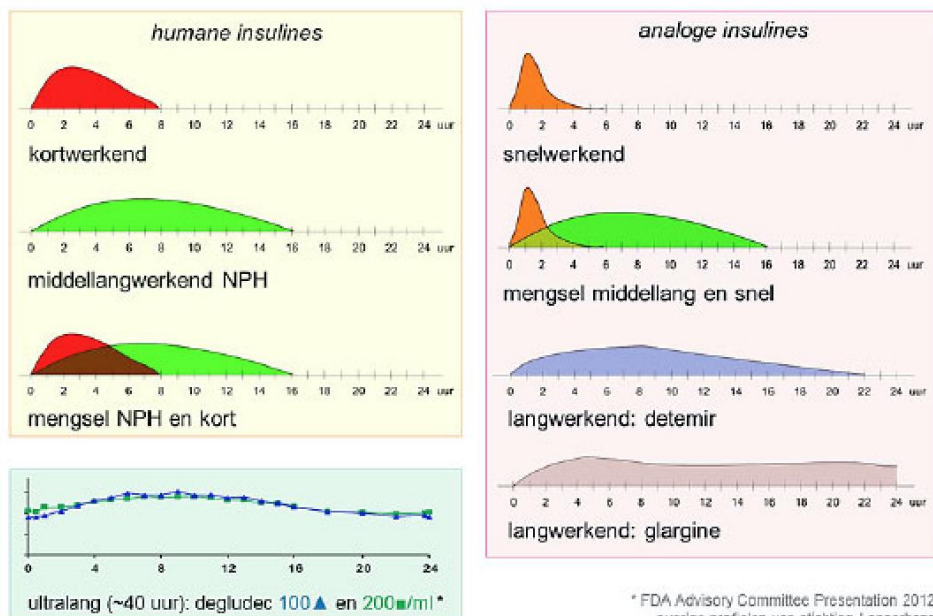 humane insulines
0 2 4 6 8 10 12 14 16 18 20 22 24 uur
kortwerkend
0 2 4 6 8 10 12 14 16 18 20 22 24 uur
middellangwerkend NPH
0 2 4 6 8 10 12 14 16 18 20 22 24 uur
mengsel NPH en kort
0 4 8 12 16 20 24
ultralang (~40 uur): degludec 100▲ en 200■/ml*
analoge insulines
0 2 4 6 8 10 12 14 16 18 20 22 24 uur
snelwerkend
0 2 4 6 8 10 12 14 16 18 20 22 24 uur
mengsel middellang en snel
0 2 4 6 8 10 12 14 16 18 20 22 24 uur
langwerkend: detemir
0 2 4 6 8 10 12 14 16 18 20 22 24 uur
langwerkend: glargine
* FDA Advisory Committee Presentation 2012